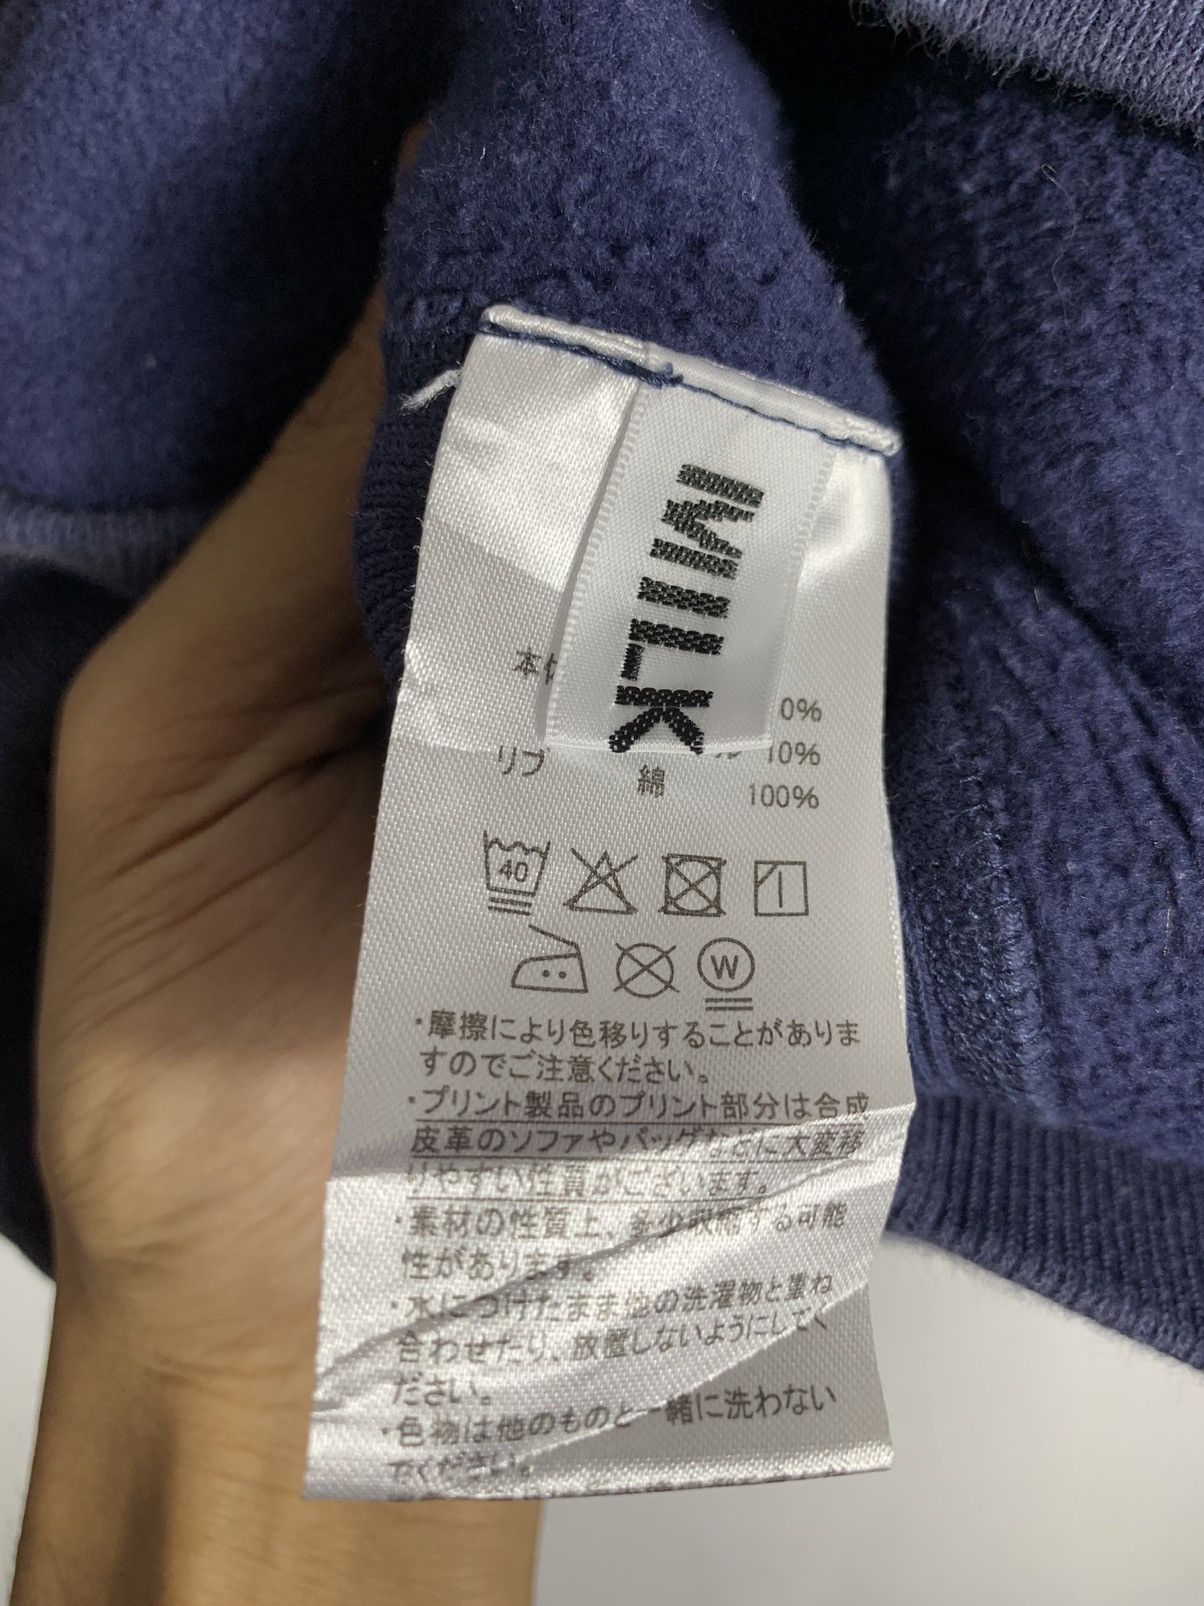 MILK
本体
0%
10%
リブ 綿 100%
40
W
・摩擦により色移りすることがありま
すのでご注意ください。
・プリント製品のプリント部分は合成
皮革のソファやバッグなどに大変移
りやすい性質がございます。
・素材の性質上、多少収縮する可能
性があります。
・水につけたまま他の洗濯物と重ね
合わせたり、放置しないようにしてく
ださい。
・色物は他のものと一緒に洗わない
でください。